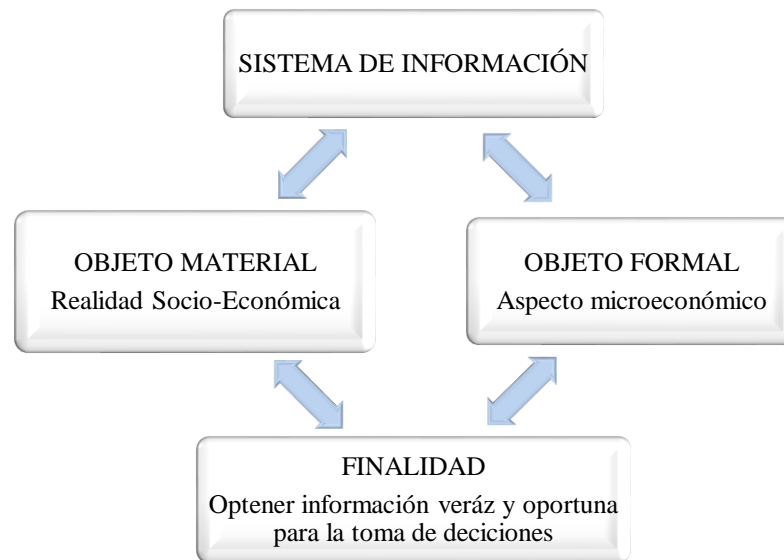 SISTEMA DE INFORMACIÓN
OBJETO MATERIAL
Realidad Socio-Económica
OBJETO FORMAL
Aspecto microeconómico
FINALIDAD
Optener información veráz y oportuna
para la toma de deciciones